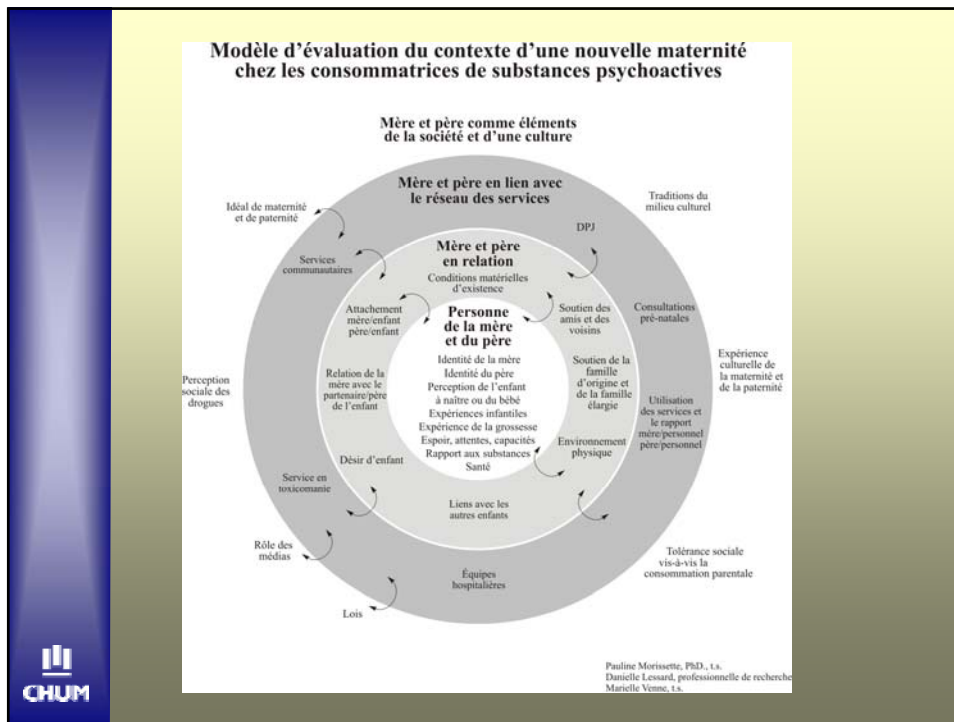 Modèle d'évaluation du contexte d'une nouvelle maternité
chez les consommatrices de substances psychoactives
Mère et père comme éléments
de la société et d'une culture
Mère et père en lien avec
le réseau des services
Idéal de maternité
et de paternité
Traditions du
milieu culturel
DPJ
Services
communautaires
Mère et père
en relation
Conditions matérielles
d'existence
Attachement
mère/enfant
père/enfant
Soutien des
amis et des
voisins
Consultations
pré-natales
Personne
de la mère
et du père
Identité de la mère
Identité du père
Perception de l'enfant
à naître ou du bébé
Expériences infantiles
Expérience de la grossesse
Espoir, attentes, capacités
Rapport aux substances
Santé
Perception
sociale des
drogues
Relation de la
mère avec le
partenaire/père
de l'enfant
Soutien de la
famille
d'origine et
de la famille
élargie
Expérience
culturelle de
la maternité et
de la paternité
Utilisation
des services et
le rapport
mère/personnel
père/personnel
Désir d'enfant
Environnement
physique
Service en
toxicomanie
Liens avec les
autres enfants
Rôle des
médias
Équipes
hospitalières
Tolérance sociale
vis-à-vis la
consommation parentale
Lois
Pauline Morissette, PhD., t.s.
Danielle Lessard, professionnelle de recherche
Marielle Venne, t.s.
CHUM